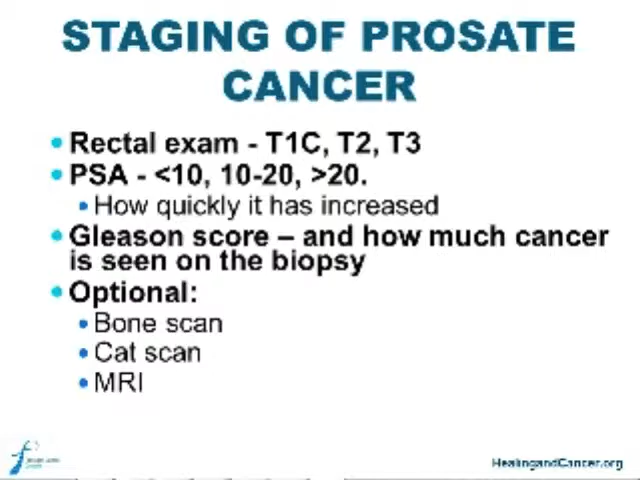 STAGING OF PROSATE
CANCER
• Rectal exam - T1C, T2, T3
• PSA - <10, 10-20, >20.
• How quickly it has increased
• Gleason score – and how much cancer
is seen on the biopsy
• Optional:
• Bone scan
• Cat scan
• MRI
HealingandCancer.org